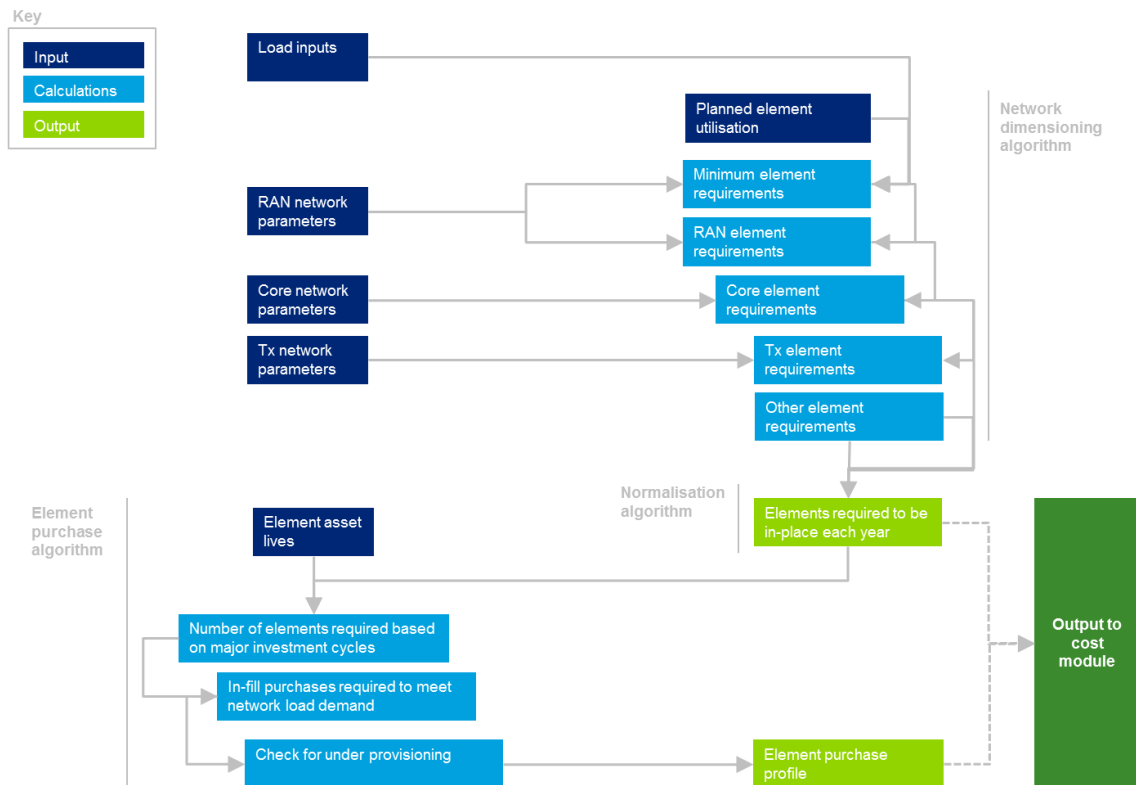 Key
Input
Calculations
Output
Load inputs
Planned element
utilisation
Network
dimensioning
algorithm
Minimum element
requirements
RAN network
parameters
RAN element
requirements
Core network
parameters
Core element
requirements
Tx network
parameters
Tx element
requirements
Other element
requirements
Element
purchase
algorithm
Element asset
lives
Normalisation
algorithm
Elements required to be
in-place each year
Number of elements required based
on major investment cycles
Output to
cost
module
In-fill purchases required to meet
network load demand
Check for under provisioning
Element purchase
profile